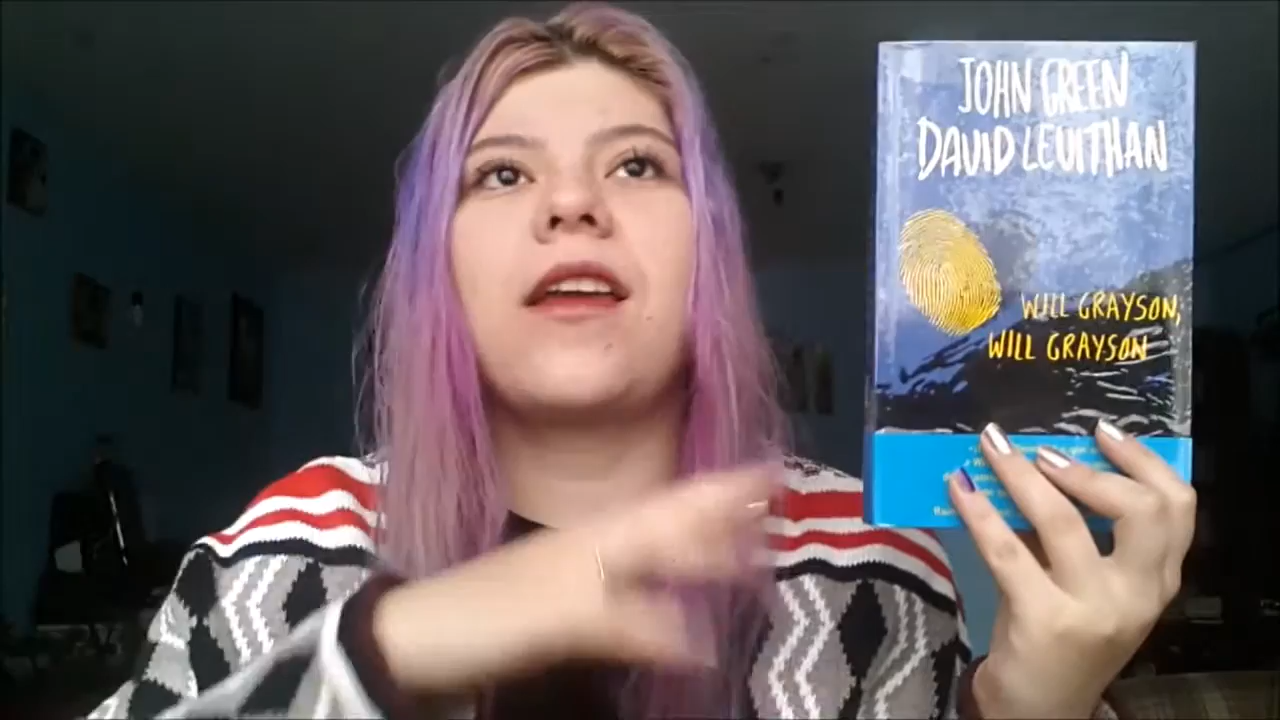 JOHN GREEN
DAVID LEVITHAN
WILL GRAYSON,
WILL GRAYSON